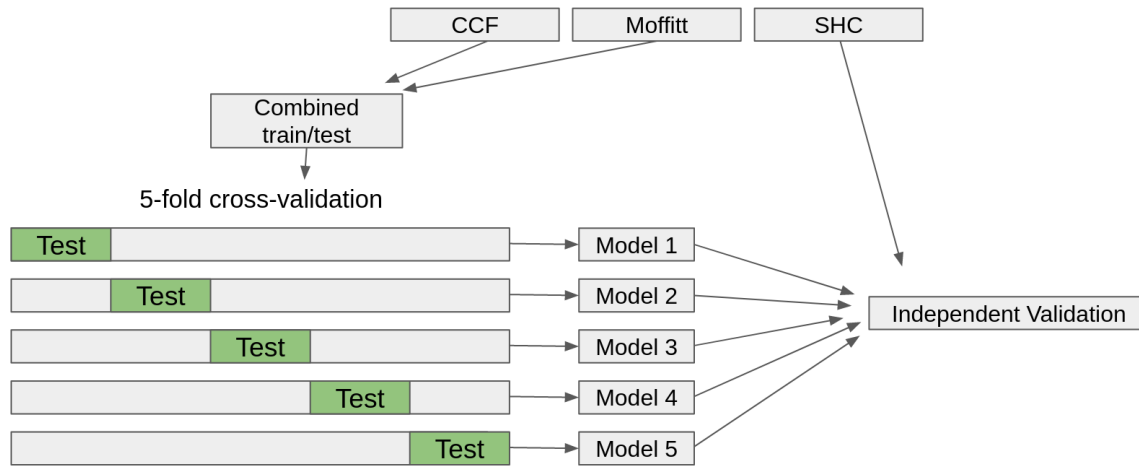 CCF
Moffitt
SHC
Combined
train/test
5-fold cross-validation
Test
Model 1
Test
Model 2
Independent Validation
Test
Model 3
Test
Model 4
Test
Model 5